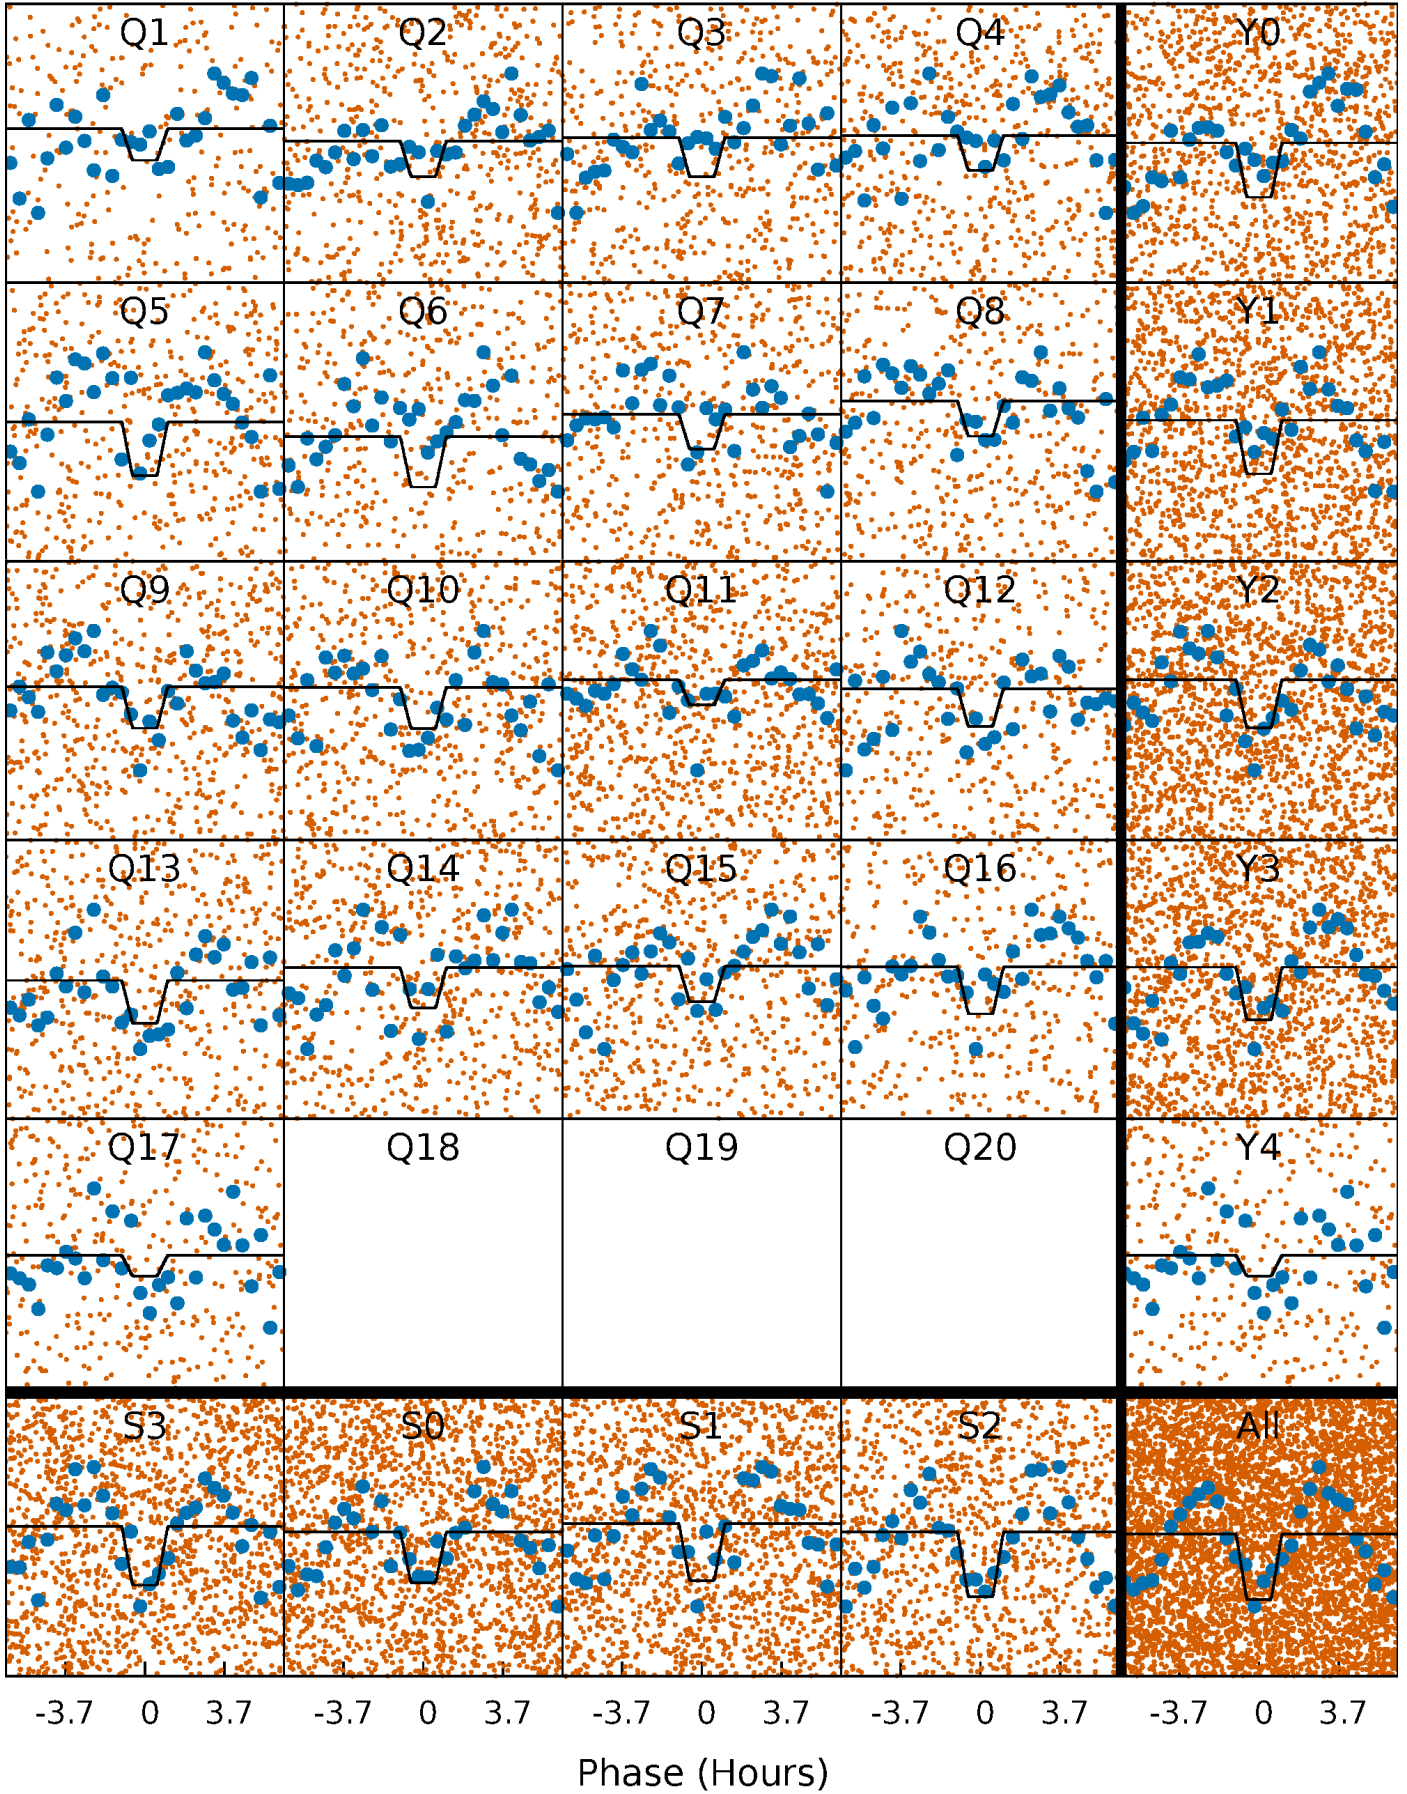 Q1 Q2 Q3 Q4 Y0
Q5 Q6 Q7 Q8 Y1
Q9 Q10 Q11 Q12 Y2
Q13 Q14 Q15 Q16 Y3
Q17 Q18 Q19 Q20 Y4
S3 S0 S1 S2 All
-3.7 0 3.7 -3.7 0 3.7 -3.7 0 3.7 -3.7 0 3.7 -3.7 0 3.7
Phase (Hours)